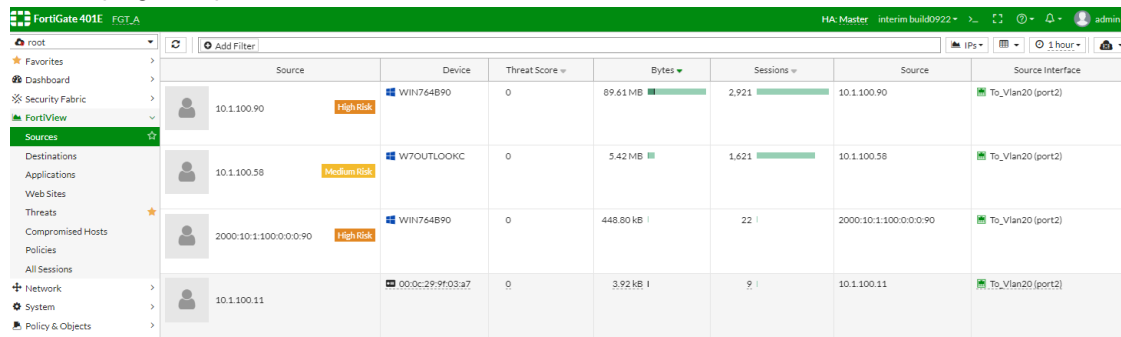 FortiGate 401E FGT_A HA: Master interim build0922 >_ admin
root Add Filter IPs 1 hour
Favorites
Dashboard
Security Fabric
FortiView
Sources
Destinations
Applications
Web Sites
Threats
Compromised Hosts
Policies
All Sessions
Network
System
Policy & Objects
Source Device Threat Score Bytes Sessions Source Source Interface
10.1.100.90 High Risk WIN764B90 0 89.61 MB 2,921 10.1.100.90 To_Vlan20 (port2)
10.1.100.58 Medium Risk W7OUTLOOKC 0 5.42 MB 1,621 10.1.100.58 To_Vlan20 (port2)
2000:10:1:100:0:0:0:90 High Risk WIN764B90 0 448.80 kB 22 2000:10:1:100:0:0:0:90 To_Vlan20 (port2)
10.1.100.11 00:0c:29:9f:03:a7 0 3.92 kB 9 10.1.100.11 To_Vlan20 (port2)